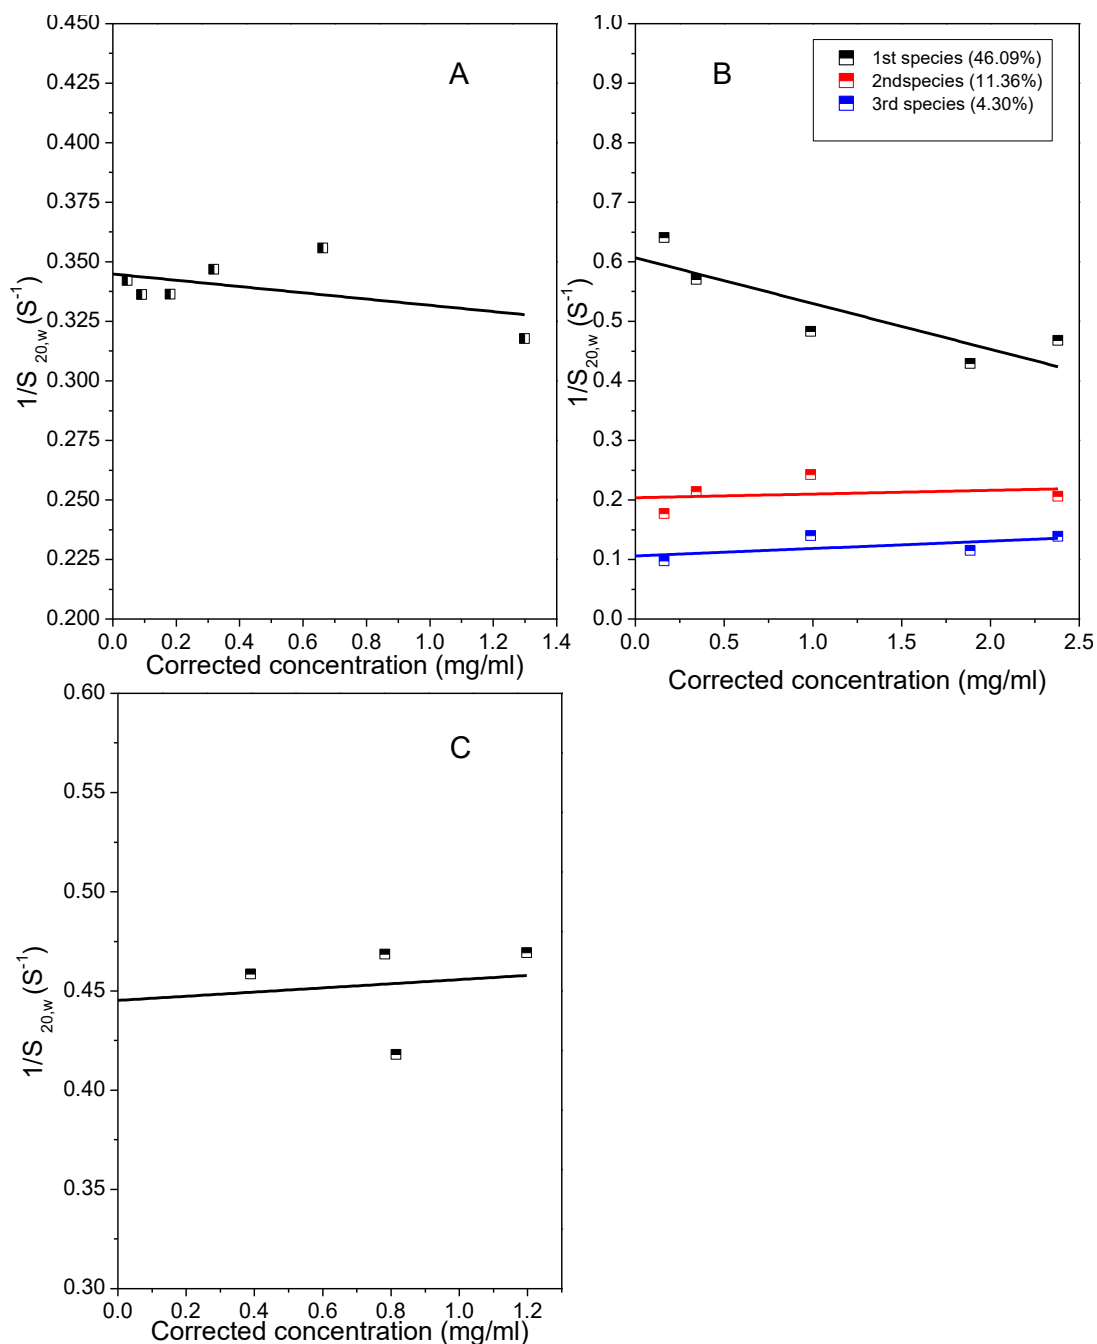 A
0.450
0.425
0.400
0.375
0.350
0.325
0.300
0.275
0.250
0.225
0.200
1/S 20,w (S-1)
0.0 0.2 0.4 0.6 0.8 1.0 1.2 1.4
Corrected concentration (mg/ml)
B
1st species (46.09%)
2ndspecies (11.36%)
3rd species (4.30%)
1.0
0.9
0.8
0.7
0.6
0.5
0.4
0.3
0.2
0.1
0.0
1/S20,w (S-1)
0.0 0.5 1.0 1.5 2.0 2.5
Corrected concentration (mg/ml)
C
0.60
0.55
0.50
0.45
0.40
0.35
0.30
1/S 20,w (S-1)
0.0 0.2 0.4 0.6 0.8 1.0 1.2
Corrected concentration (mg/ml)